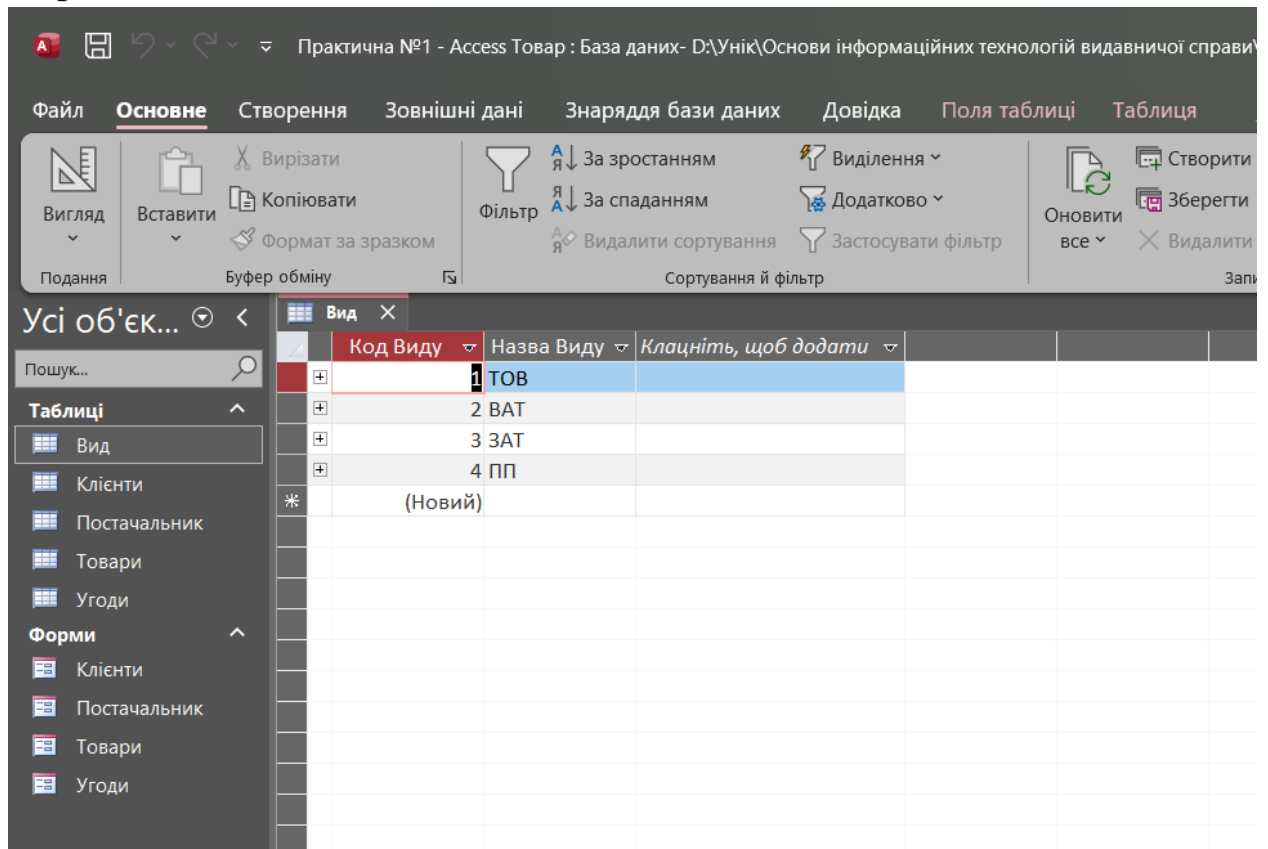 Практична №1 - Access Товар : База даних- D:\Унік\Основи інформаційних технологій видавничої справи\
Файл Основне Створення Зовнішні дані Знаряддя бази даних Довідка Поля таблиці Таблиця
Вигляд
Подання
Вставити
Вирізати
Копіювати
Формат за зразком
Буфер обміну
Фільтр
За зростанням
За спаданням
Видалити сортування
Виділення
Додатково
Застосувати фільтр
Сортування й фільтр
Оновити
все
Створити
Зберегти
Видалити
Усі об'єк...
Пошук...
Таблиці
Вид
Клієнти
Постачальник
Товари
Угоди
Форми
Клієнти
Постачальник
Товари
Угоди
Вид
Код Виду Назва Виду Клацніть, щоб додати
1 ТОВ
2 ВАТ
3 ЗАТ
4 ПП
(Новий)